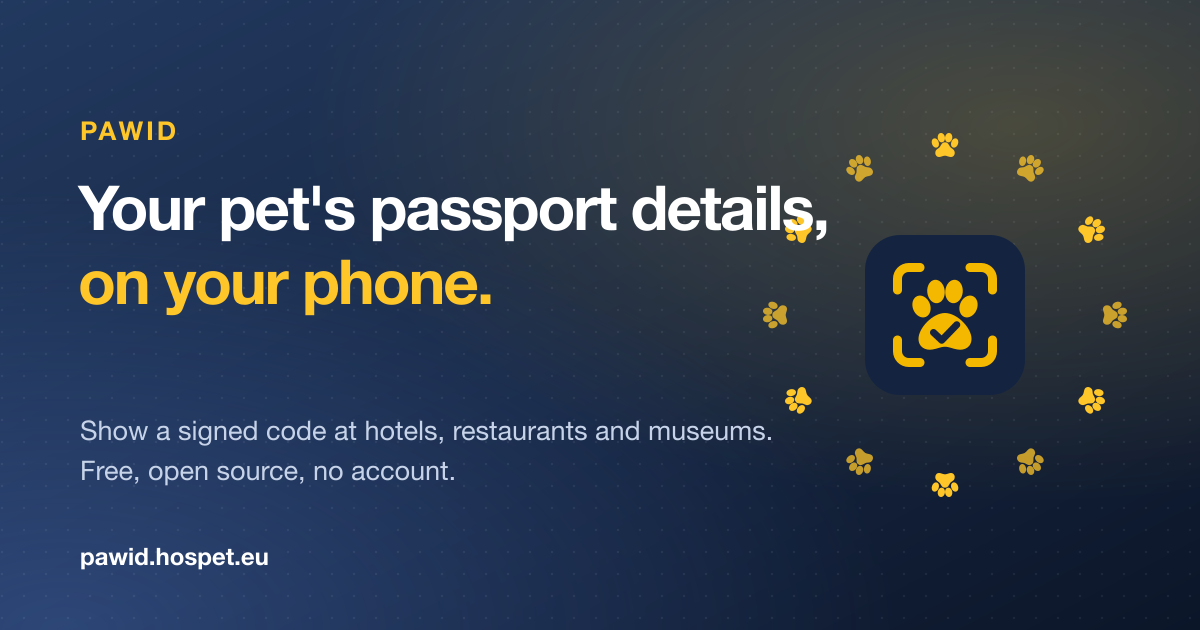 PAWID
Your pet's passport details,
on your phone.
Show a signed code at hotels, restaurants and museums.
Free, open source, no account.
pawid.hospet.eu